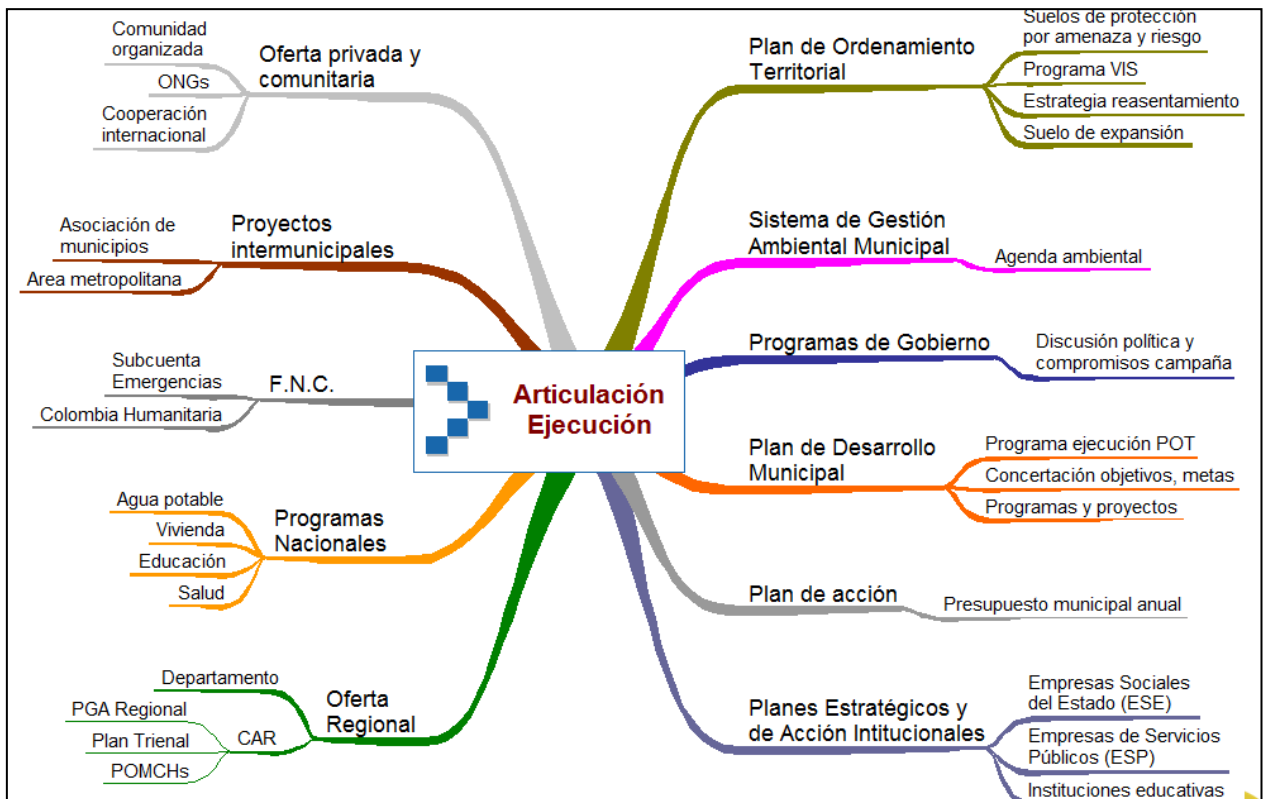 Comunidad
organizada
ONGs
Cooperación
internacional
Oferta privada y
comunitaria
Asociación de
municipios
Area metropolitana
Proyectos
intermunicipales
Subcuenta
Emergencias
Colombia Humanitaria
F.N.C.
Agua potable
Vivienda
Educación
Salud
Programas
Nacionales
Departamento
PGA Regional
Plan Trienal
POMCHs
CAR
Oferta
Regional
Articulación
Ejecución
Plan de Ordenamiento
Territorial
Suelos de protección
por amenaza y riesgo
Programa VIS
Estrategia reasentamiento
Suelo de expansión
Sistema de Gestión
Ambiental Municipal
Agenda ambiental
Programas de Gobierno
Discusión política y
compromisos campaña
Plan de Desarrollo
Municipal
Programa ejecución POT
Concertación objetivos, metas
Programas y proyectos
Plan de acción
Presupuesto municipal anual
Planes Estratégicos y
de Acción Intitucionales
Empresas Sociales
del Estado (ESE)
Empresas de Servicios
Públicos (ESP)
Instituciones educativas